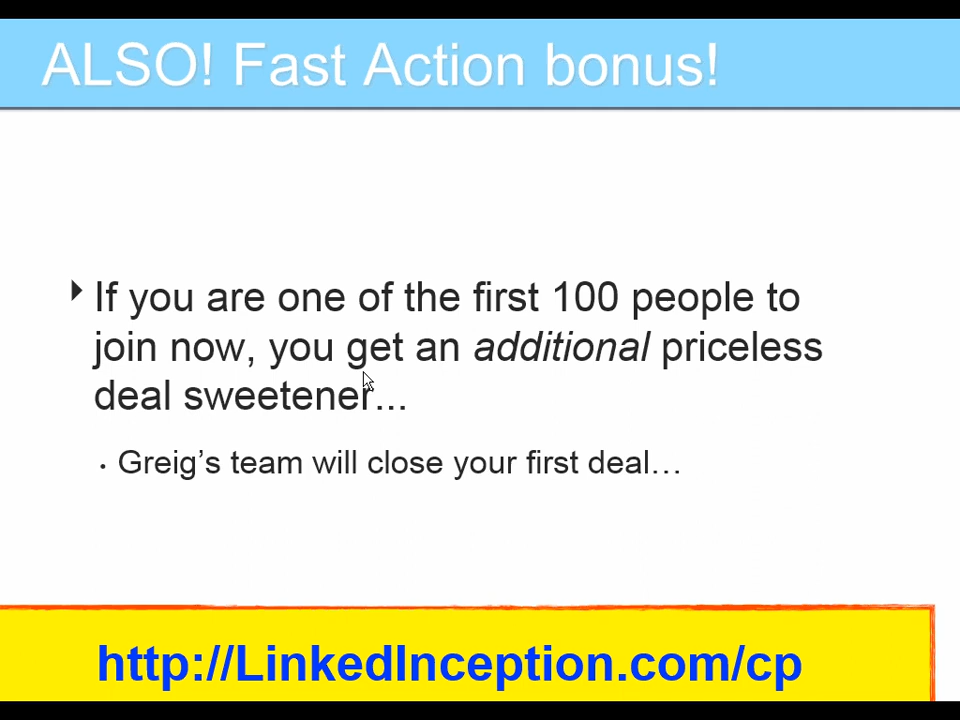 ALSO! Fast Action bonus!
If you are one of the first 100 people to
join now, you get an additional priceless
deal sweetener...
• Greig’s team will close your first deal…
http://LinkedInception.com/cp